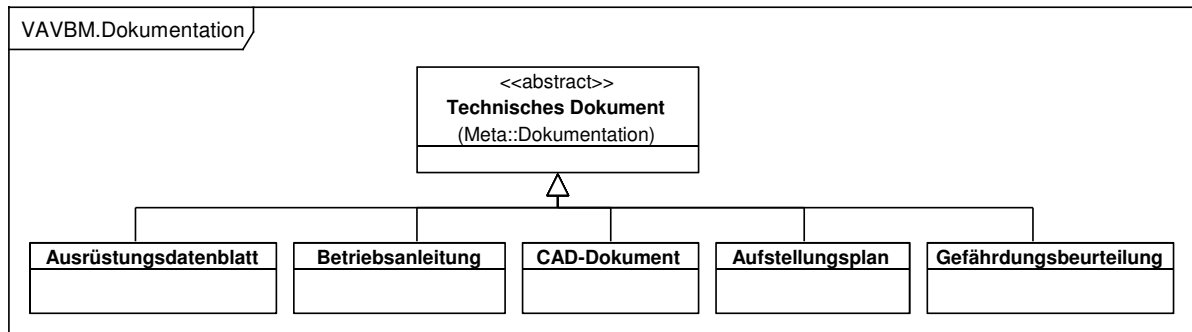 VAVBM.Dokumentation
<<abstract>>
Technisches Dokument
(Meta::Dokumentation)
Ausrüstungsdatenblatt
Betriebsanleitung
CAD-Dokument
Aufstellungsplan
Gefährdungsbeurteilung